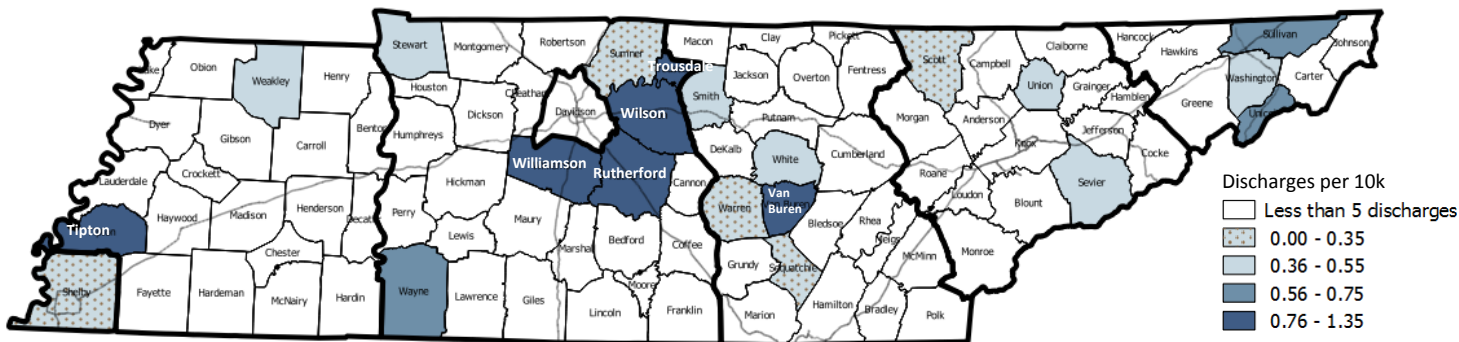 Stewart
Montgomery
Robertson
Sumner
Macon
Clay
Pickett
Scott
Campbell
Claiborne
Hancock
Hawkins
Sullivan
Johnson
Obion
Weakley
Henry
Houston
Cheatham
Trousdale
Jackson
Overton
Fentress
Union
Grainger
Hamblen
Washington
Carter
Dickson
Davidson
Wilson
Smith
Putnam
Morgan
Anderson
Knox
Jefferson
Greene
Unicoi
Dyer
Gibson
Carroll
Benton
Humphreys
Williamson
Rutherford
Cannon
DeKalb
White
Cumberland
Roane
Loudon
Blount
Sevier
Cocke
Lauderdale
Crockett
Haywood
Madison
Henderson
Perry
Hickman
Maury
Bedford
Coffee
Warren
Van
Buren
Bledsoe
Rhea
Meigs
McMinn
Monroe
Tipton
Chester
Lewis
Marshall
Moore
Grundy
Sequatchie
Shelby
Fayette
Hardeman
McNairy
Hardin
Wayne
Lawrence
Giles
Lincoln
Franklin
Marion
Hamilton
Bradley
Polk
Discharges per 10k
Less than 5 discharges
0.00 - 0.35
0.36 - 0.55
0.56 - 0.75
0.76 - 1.35